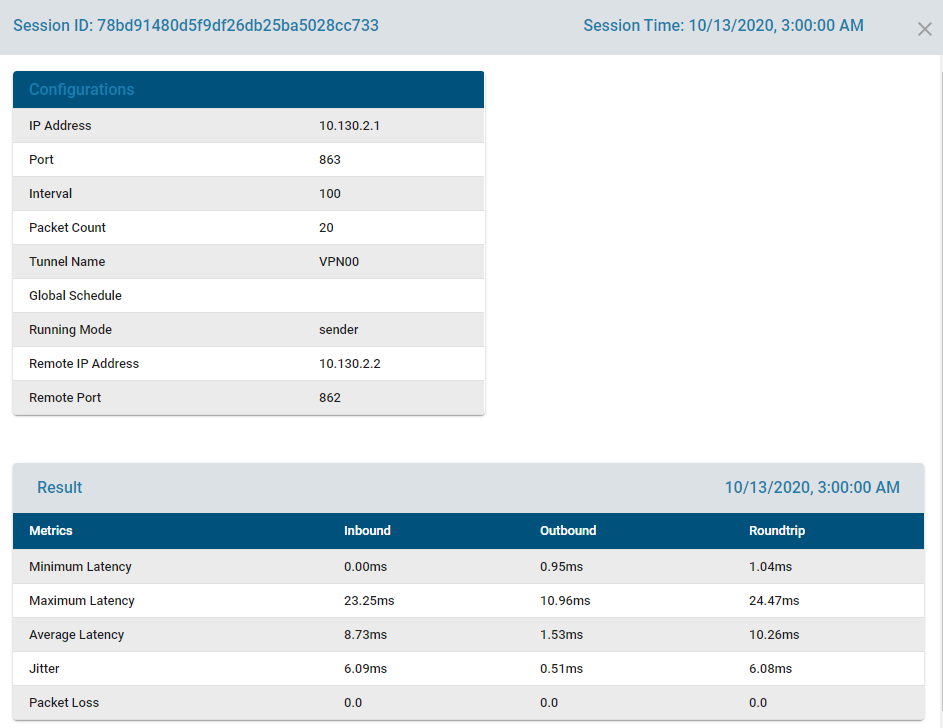 Session ID: 78bd91480d5f9df26db25ba5028cc733 Session Time: 10/13/2020, 3:00:00 AM
Configurations
IP Address 10.130.2.1
Port 863
Interval 100
Packet Count 20
Tunnel Name VPN00
Global Schedule
Running Mode sender
Remote IP Address 10.130.2.2
Remote Port 862
Result 10/13/2020, 3:00:00 AM
Metrics Inbound Outbound Roundtrip
Minimum Latency 0.00ms 0.95ms 1.04ms
Maximum Latency 23.25ms 10.96ms 24.47ms
Average Latency 8.73ms 1.53ms 10.26ms
Jitter 6.09ms 0.51ms 6.08ms
Packet Loss 0.0 0.0 0.0